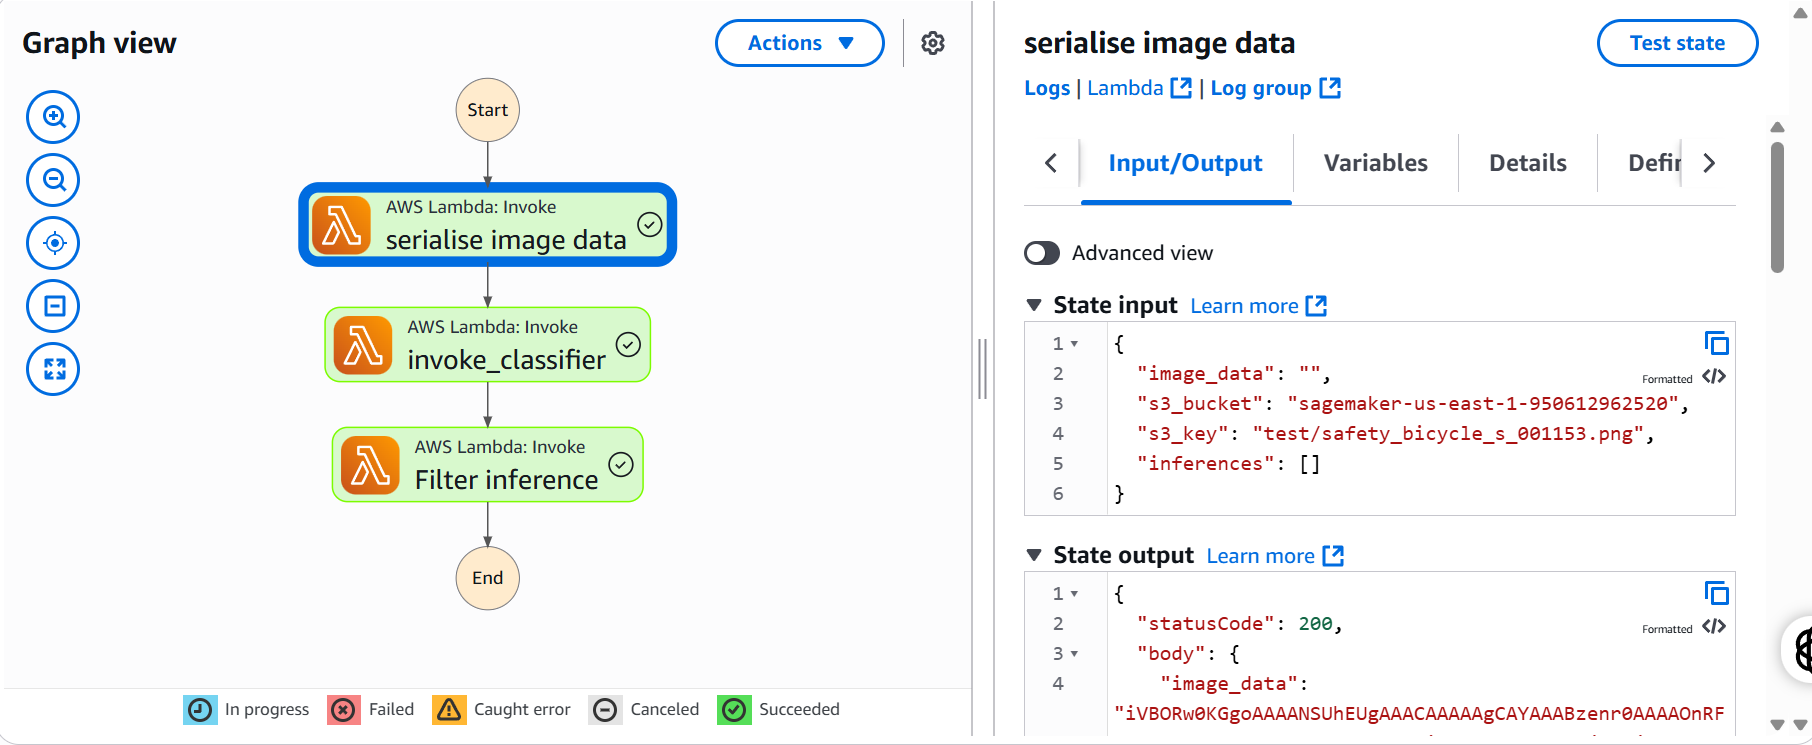 Graph view
Actions
Start
AWS Lambda: Invoke
serialise image data
AWS Lambda: Invoke
invoke_classifier
AWS Lambda: Invoke
Filter inference
End
In progress
Failed
Caught error
Canceled
Succeeded
serialise image data
Test state
Logs | Lambda | Log group
Input/Output
Variables
Details
Defin
Advanced view
State input Learn more
Formatted
1 {
2 "image_data": "",
3 "s3_bucket": "sagemaker-us-east-1-950612962520",
4 "s3_key": "test/safety_bicycle_s_001153.png",
5 "inferences": []
6 }
State output Learn more
Formatted
1 {
2 "statusCode": 200,
3 "body": {
4 "image_data":
"iVBORw0KGgoAAAANSUhEUgAAACAAAAAgCAYAAABzenr0AAAAOnRF